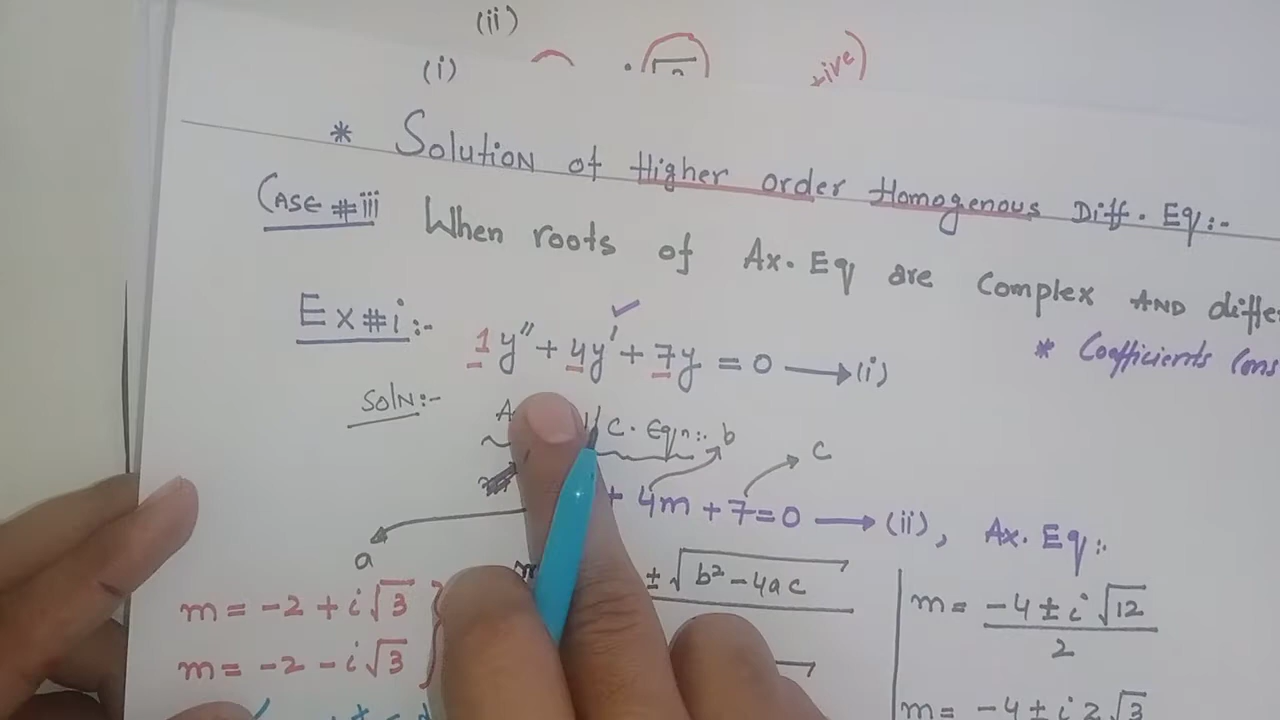 (ii)
(i)
+ive)
* Solution of Higher order Homogenous Diff. Eq:-
Case #iii When roots of Ax. Eq are Complex AND
* Coefficients
Ex#i:- 1y'' + 4y' + 7y = 0 → (i)
Soln:-
C. Eqn:- b
c
+ 4m + 7 = 0 → (ii), Ax. Eq:-
a
± √b² - 4ac
m = -2 + i√3
m = -2 - i√3
m = -4 ± i√12
2
m = -4 ± i 2√3